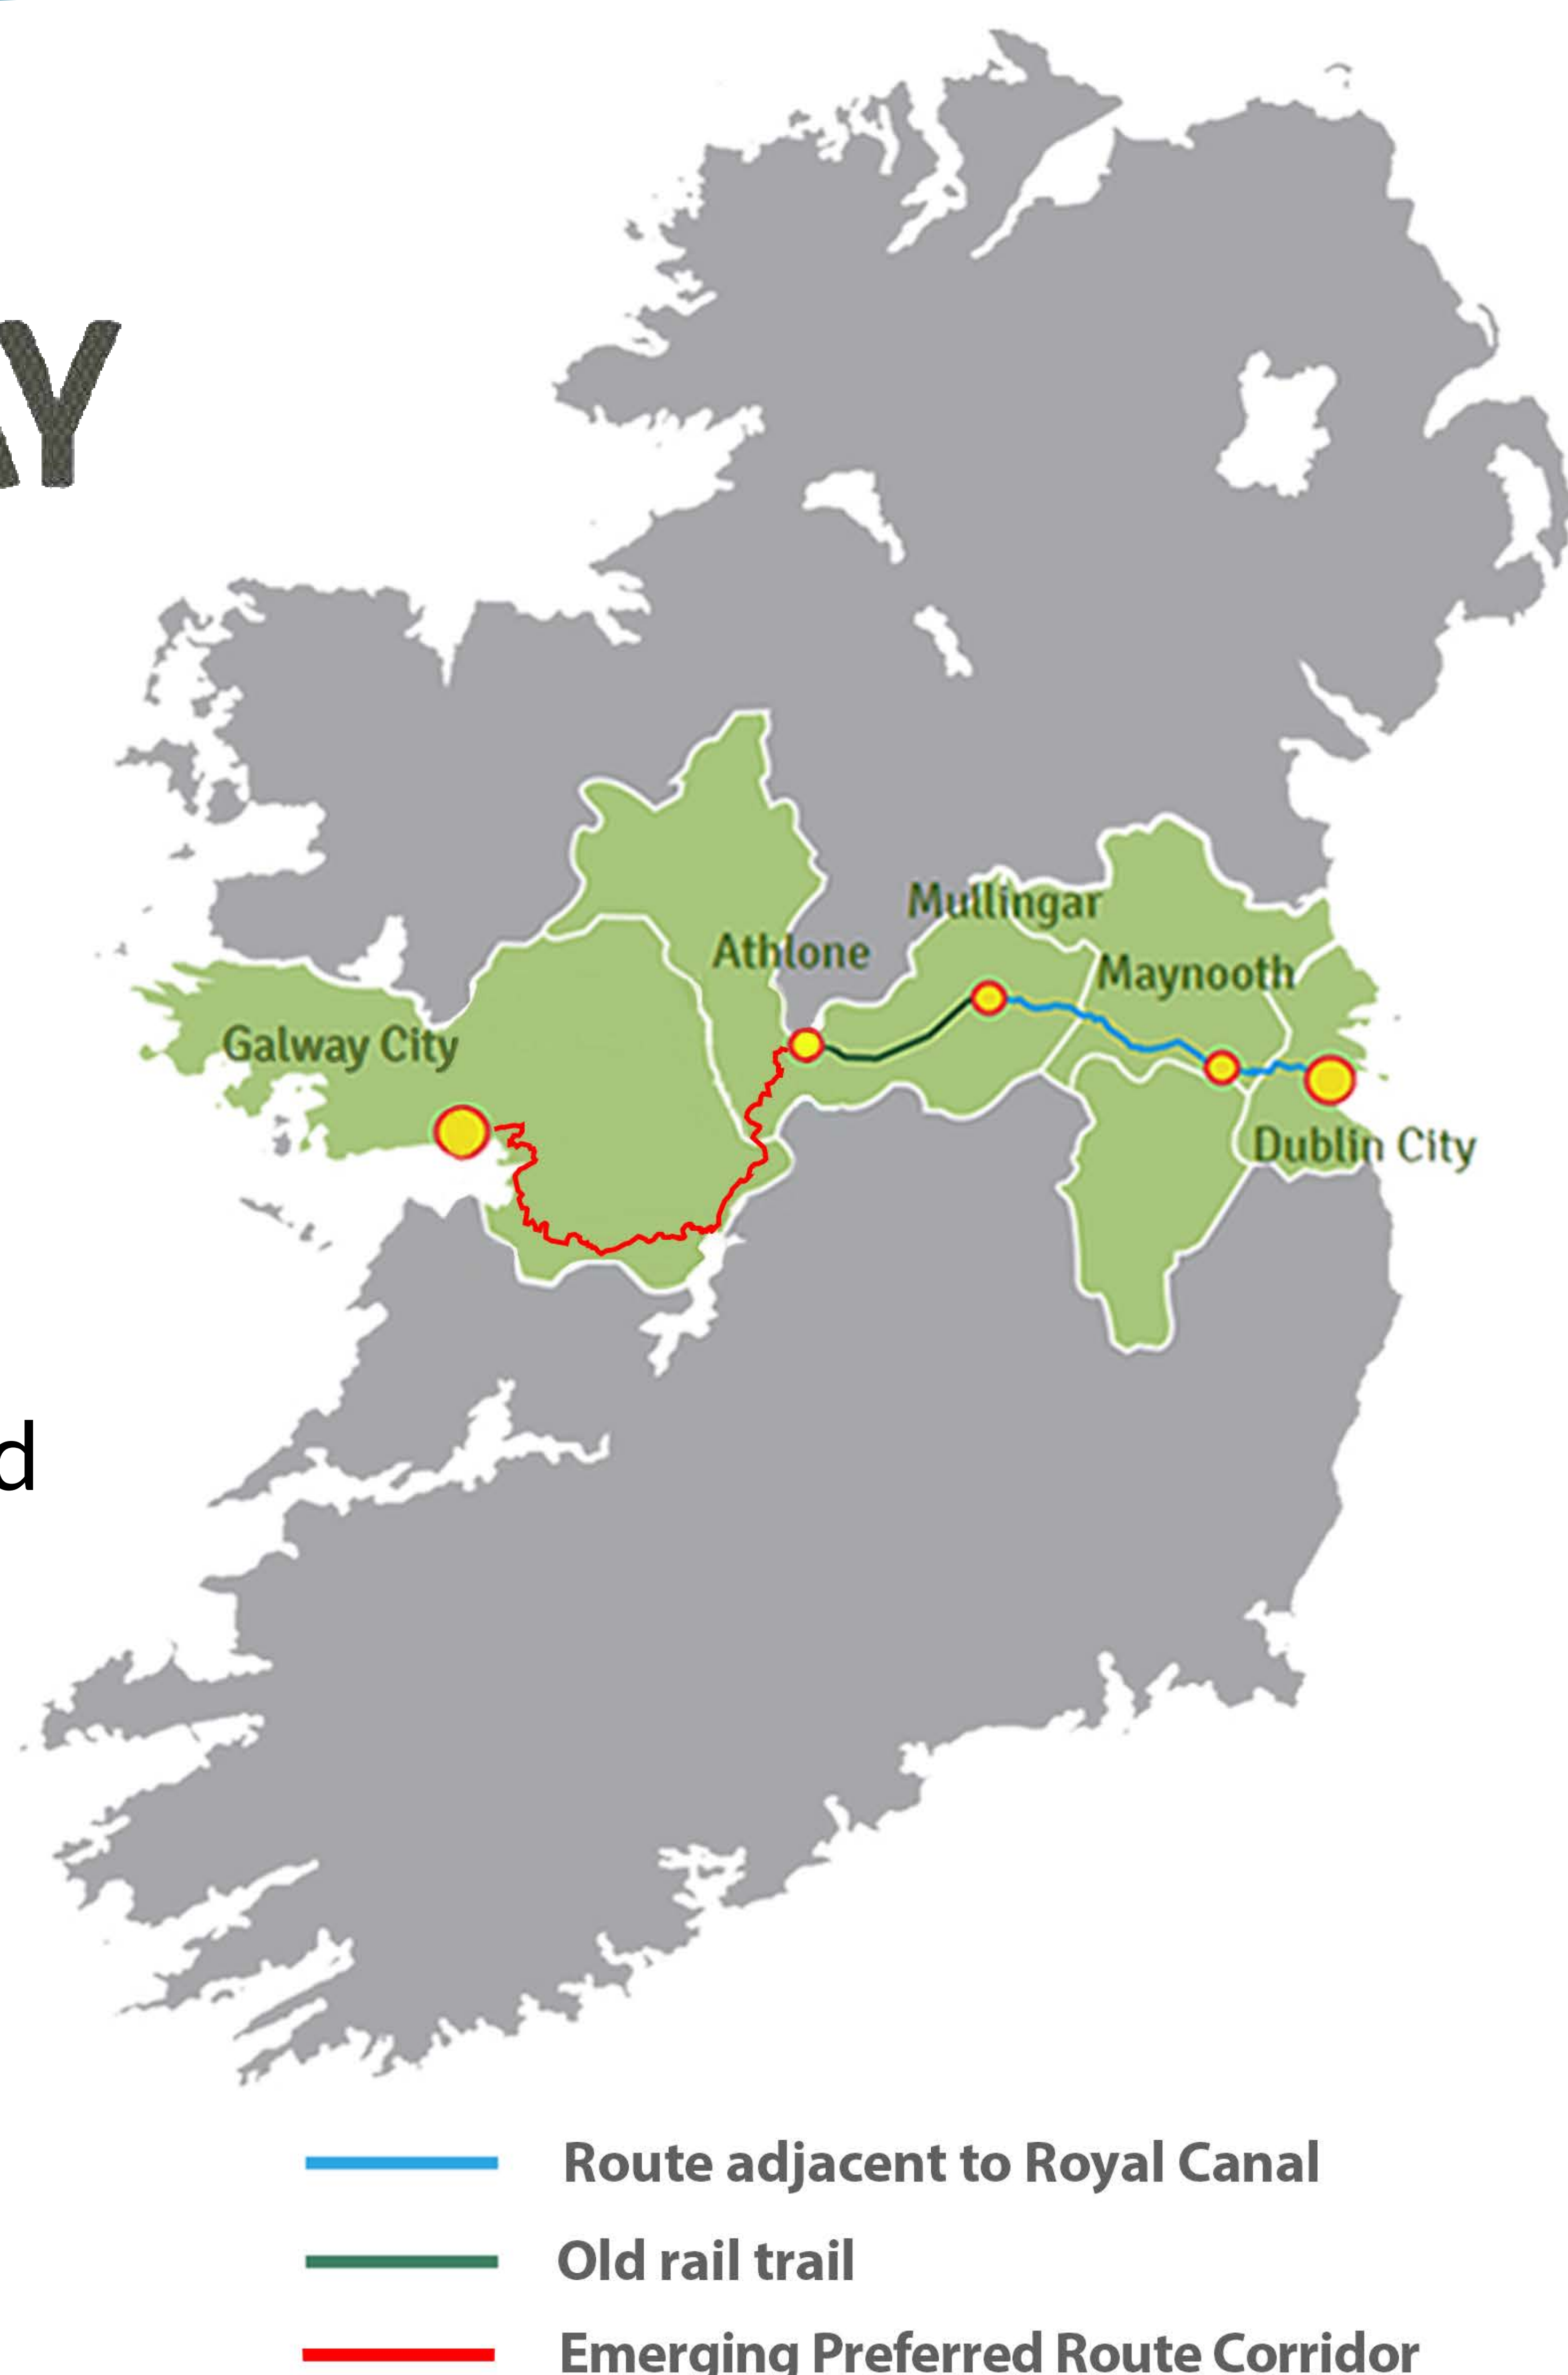 AY
Mullingar
Athlone
Maynooth
Galway City
Dublin City
d
Route adjacent to Royal Canal
Old rail trail
Emerging Preferred Route Corridor